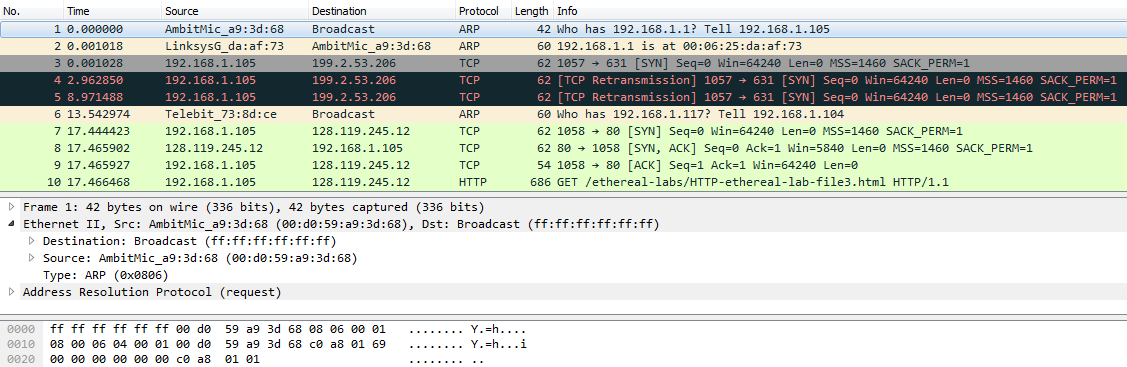 No. Time Source Destination Protocol Length Info
1 0.000000 AmbitMic_a9:3d:68 Broadcast ARP 42 Who has 192.168.1.1? Tell 192.168.1.105
2 0.001018 LinksysG_da:af:73 AmbitMic_a9:3d:68 ARP 60 192.168.1.1 is at 00:06:25:da:af:73
3 0.001028 192.168.1.105 199.2.53.206 TCP 62 1057 → 631 [SYN] Seq=0 Win=64240 Len=0 MSS=1460 SACK_PERM=1
4 2.962850 192.168.1.105 199.2.53.206 TCP 62 [TCP Retransmission] 1057 → 631 [SYN] Seq=0 Win=64240 Len=0 MSS=1460 SACK_PERM=1
5 8.971488 192.168.1.105 199.2.53.206 TCP 62 [TCP Retransmission] 1057 → 631 [SYN] Seq=0 Win=64240 Len=0 MSS=1460 SACK_PERM=1
6 13.542974 Telebit_73:8d:ce Broadcast ARP 60 Who has 192.168.1.117? Tell 192.168.1.104
7 17.444423 192.168.1.105 128.119.245.12 TCP 62 1058 → 80 [SYN] Seq=0 Win=64240 Len=0 MSS=1460 SACK_PERM=1
8 17.465902 128.119.245.12 192.168.1.105 TCP 62 80 → 1058 [SYN, ACK] Seq=0 Ack=1 Win=5840 Len=0 MSS=1460 SACK_PERM=1
9 17.465927 192.168.1.105 128.119.245.12 TCP 54 1058 → 80 [ACK] Seq=1 Ack=1 Win=64240 Len=0
10 17.466468 192.168.1.105 128.119.245.12 HTTP 686 GET /ethereal-labs/HTTP-ethereal-lab-file3.html HTTP/1.1
Frame 1: 42 bytes on wire (336 bits), 42 bytes captured (336 bits)
Ethernet II, Src: AmbitMic_a9:3d:68 (00:d0:59:a9:3d:68), Dst: Broadcast (ff:ff:ff:ff:ff:ff)
Destination: Broadcast (ff:ff:ff:ff:ff:ff)
Source: AmbitMic_a9:3d:68 (00:d0:59:a9:3d:68)
Type: ARP (0x0806)
Address Resolution Protocol (request)
0000 ff ff ff ff ff ff 00 d0 59 a9 3d 68 08 06 00 01 ........ Y.=h....
0010 08 00 06 04 00 01 00 d0 59 a9 3d 68 c0 a8 01 69 ........ Y.=h...i
0020 00 00 00 00 00 00 c0 a8 01 01 ........ ..